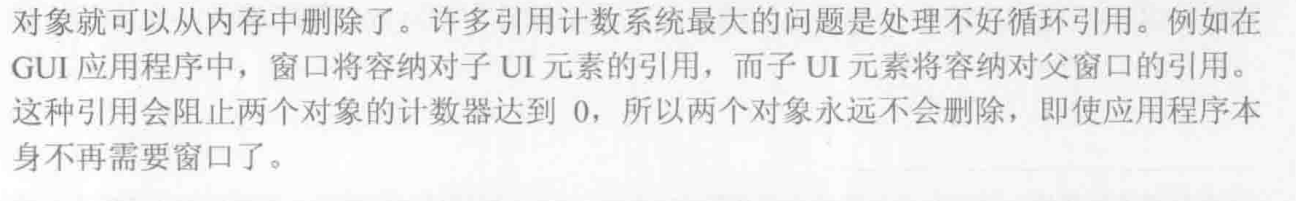 对象就可以从内存中删除了。许多引用计数系统最大的问题是处理不好循环引用。例如在
GUI 应用程序中，窗口将容纳对子 UI 元素的引用，而子 UI 元素将容纳对父窗口的引用。
这种引用会阻止两个对象的计数器达到 0，所以两个对象永远不会删除，即使应用程序本
身不再需要窗口了。